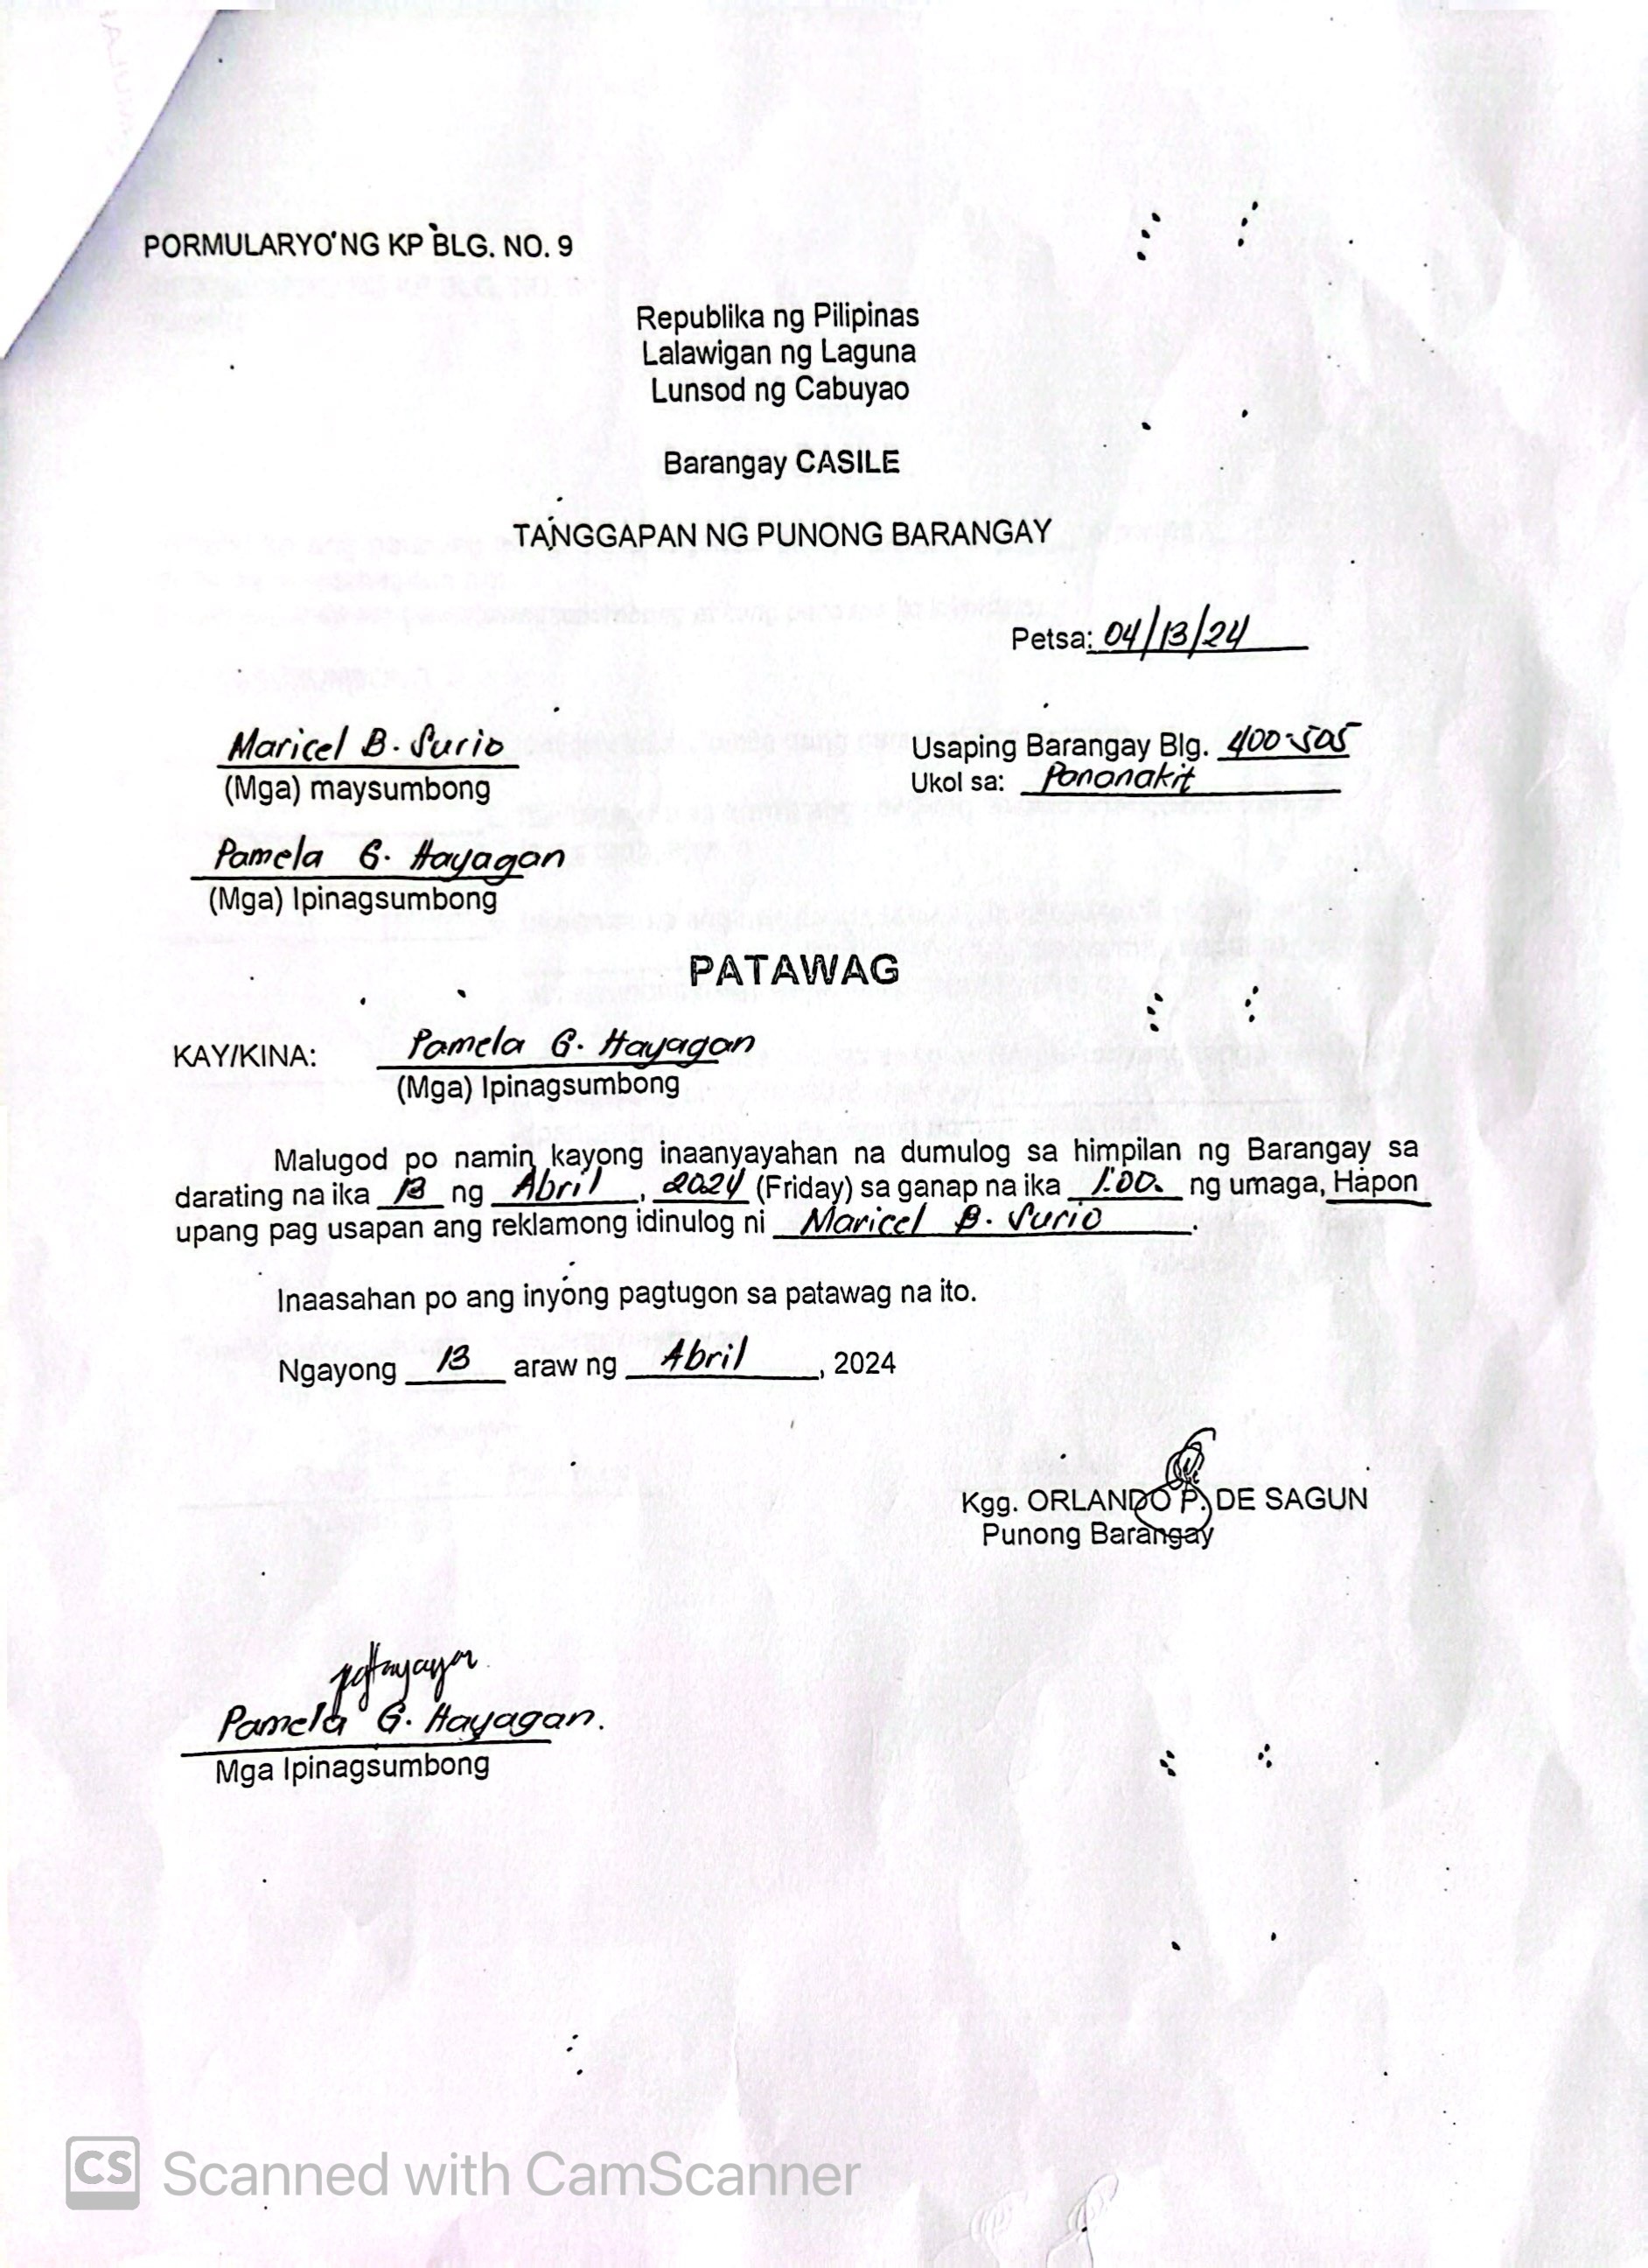 PORMULARYO NG KP BLG. NO. 9
Republika ng Pilipinas
Lalawigan ng Laguna
Lunsod ng Cabuyao
Barangay CASILE
TANGGAPAN NG PUNONG BARANGAY
Petsa: 04/13/24
Maricel B. Surio
(Mga) maysumbong
Usaping Barangay Blg. 400-505
Ukol sa: Pananakit
Pamela G. Hayagan
(Mga) Ipinagsumbong
PATAWAG
KAY/KINA: Pamela G. Hayagan
(Mga) Ipinagsumbong
Malugod po namin kayong inaanyayahan na dumulog sa himpilan ng Barangay sa
darating na ika 13 ng Abril, 2024 (Friday) sa ganap na ika 1:00 ng umaga, Hapon
upang pag usapan ang reklamong idinulog ni Maricel B. Surio.
Inaasahan po ang inyong pagtugon sa patawag na ito.
Ngayong 13 araw ng Abril, 2024
Kgg. ORLANDO P. DE SAGUN
Punong Barangay
Pamela G. Hayagan.
Mga Ipinagsumbong
CS Scanned with CamScanner